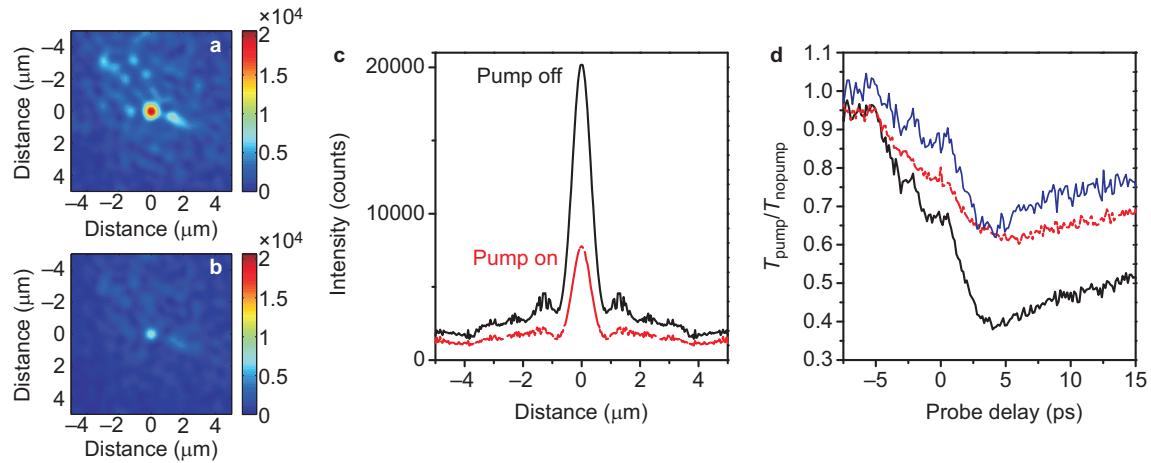 a
×10⁴
Distance (μm)
−4
−2
0
2
4
−4 −2 0 2 4
Distance (μm)
2
1.5
1
0.5
0
b
×10⁴
Distance (μm)
−4
−2
0
2
4
−4 −2 0 2 4
Distance (μm)
2
1.5
1
0.5
0
c
Pump off
Pump on
Intensity (counts)
20000
10000
0
−4 −2 0 2 4
Distance (μm)
d
T_pump/T_nopump
1.1
1.0
0.9
0.8
0.7
0.6
0.5
0.4
0.3
−5 0 5 10 15
Probe delay (ps)